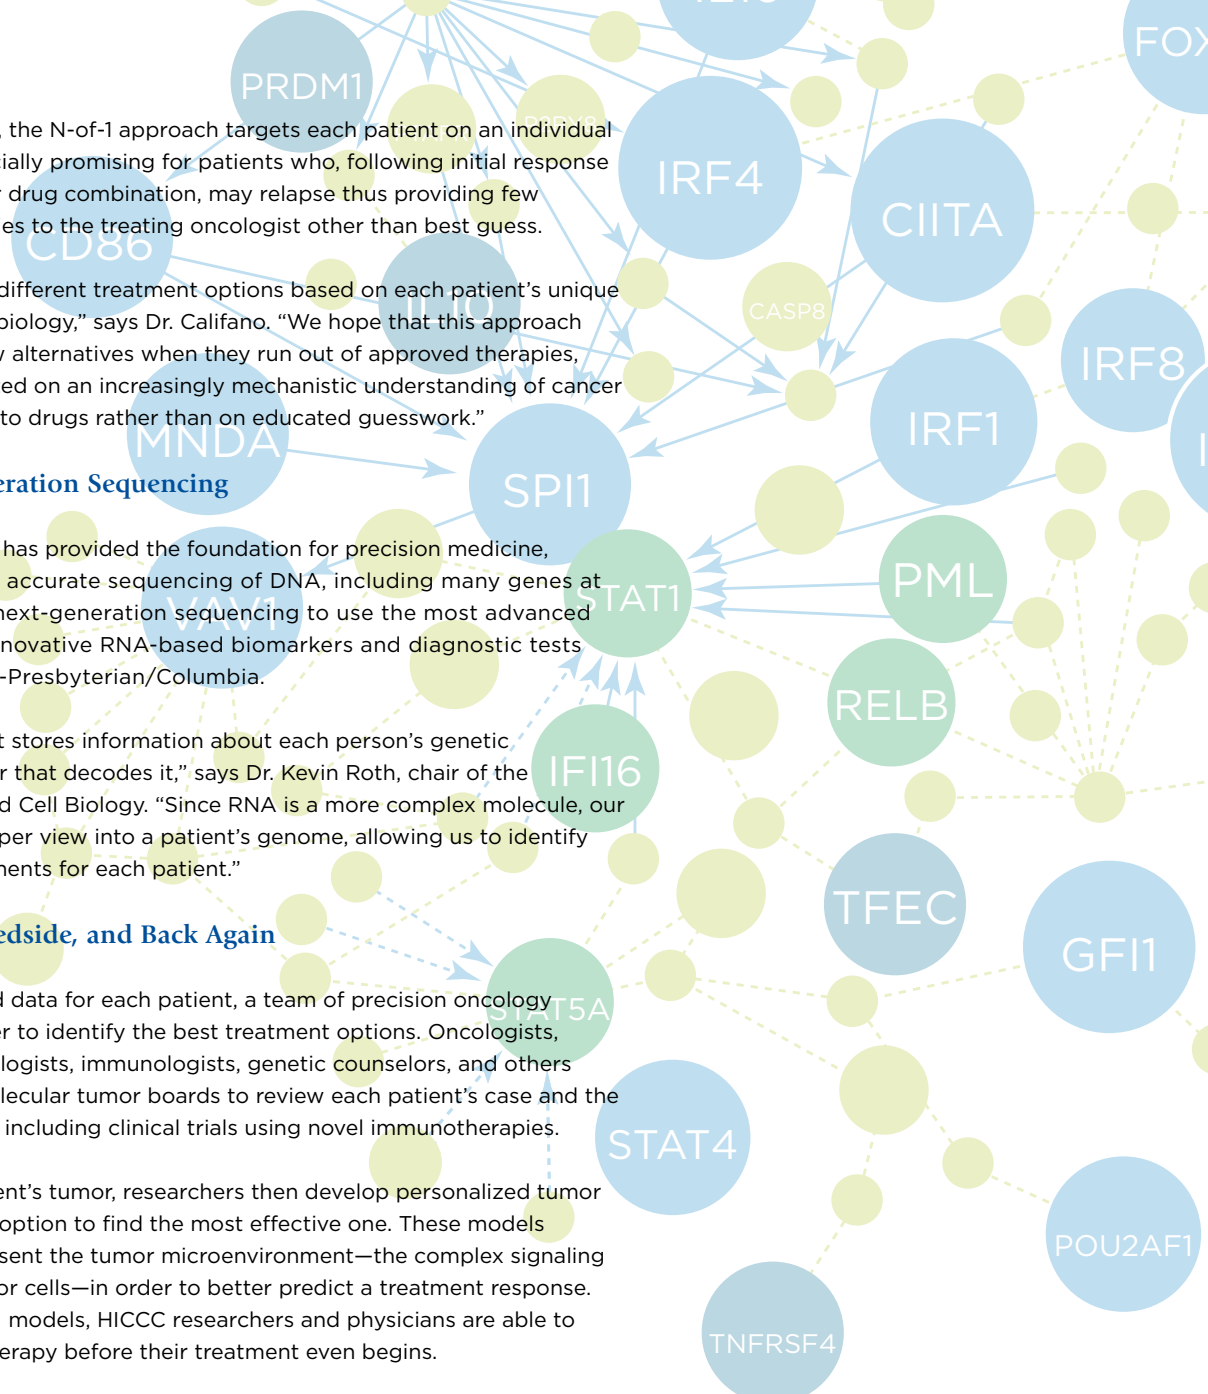 , the N-of-1 approach targets each patient on an individual
cially promising for patients who, following initial response
r drug combination, may relapse thus providing few
es to the treating oncologist other than best guess.
different treatment options based on each patient’s unique
biology,” says Dr. Califano. “We hope that this approach
w alternatives when they run out of approved therapies,
ed on an increasingly mechanistic understanding of cancer
to drugs rather than on educated guesswork.”
eration Sequencing
has provided the foundation for precision medicine,
accurate sequencing of DNA, including many genes at
next-generation sequencing to use the most advanced
novative RNA-based biomarkers and diagnostic tests
-Presbyterian/Columbia.
t stores information about each person’s genetic
r that decodes it,” says Dr. Kevin Roth, chair of the
d Cell Biology. “Since RNA is a more complex molecule, our
per view into a patient’s genome, allowing us to identify
ments for each patient.”
edside, and Back Again
d data for each patient, a team of precision oncology
er to identify the best treatment options. Oncologists,
logists, immunologists, genetic counselors, and others
lecular tumor boards to review each patient’s case and the
including clinical trials using novel immunotherapies.
ent’s tumor, researchers then develop personalized tumor
option to find the most effective one. These models
sent the tumor microenvironment—the complex signaling
or cells—in order to better predict a treatment response.
models, HICCC researchers and physicians are able to
erapy before their treatment even begins.
FOX
PRDM1
IRF4
CIITA
CD86
IL10
CASP8
IRF8
IRF1
MNDA
SPI1
STAT1
PML
VAV1
RELB
IFI16
TFEC
GFI1
STAT5A
STAT4
POU2AF1
TNFRSF4